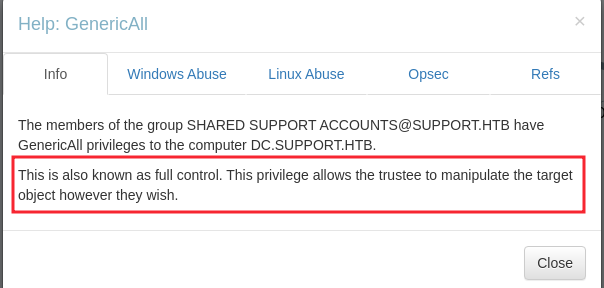 Help: GenericAll
×
Info
Windows Abuse
Linux Abuse
Opsec
Refs
The members of the group SHARED SUPPORT ACCOUNTS@SUPPORT.HTB have
GenericAll privileges to the computer DC.SUPPORT.HTB.
This is also known as full control. This privilege allows the trustee to manipulate the target
object however they wish.
Close